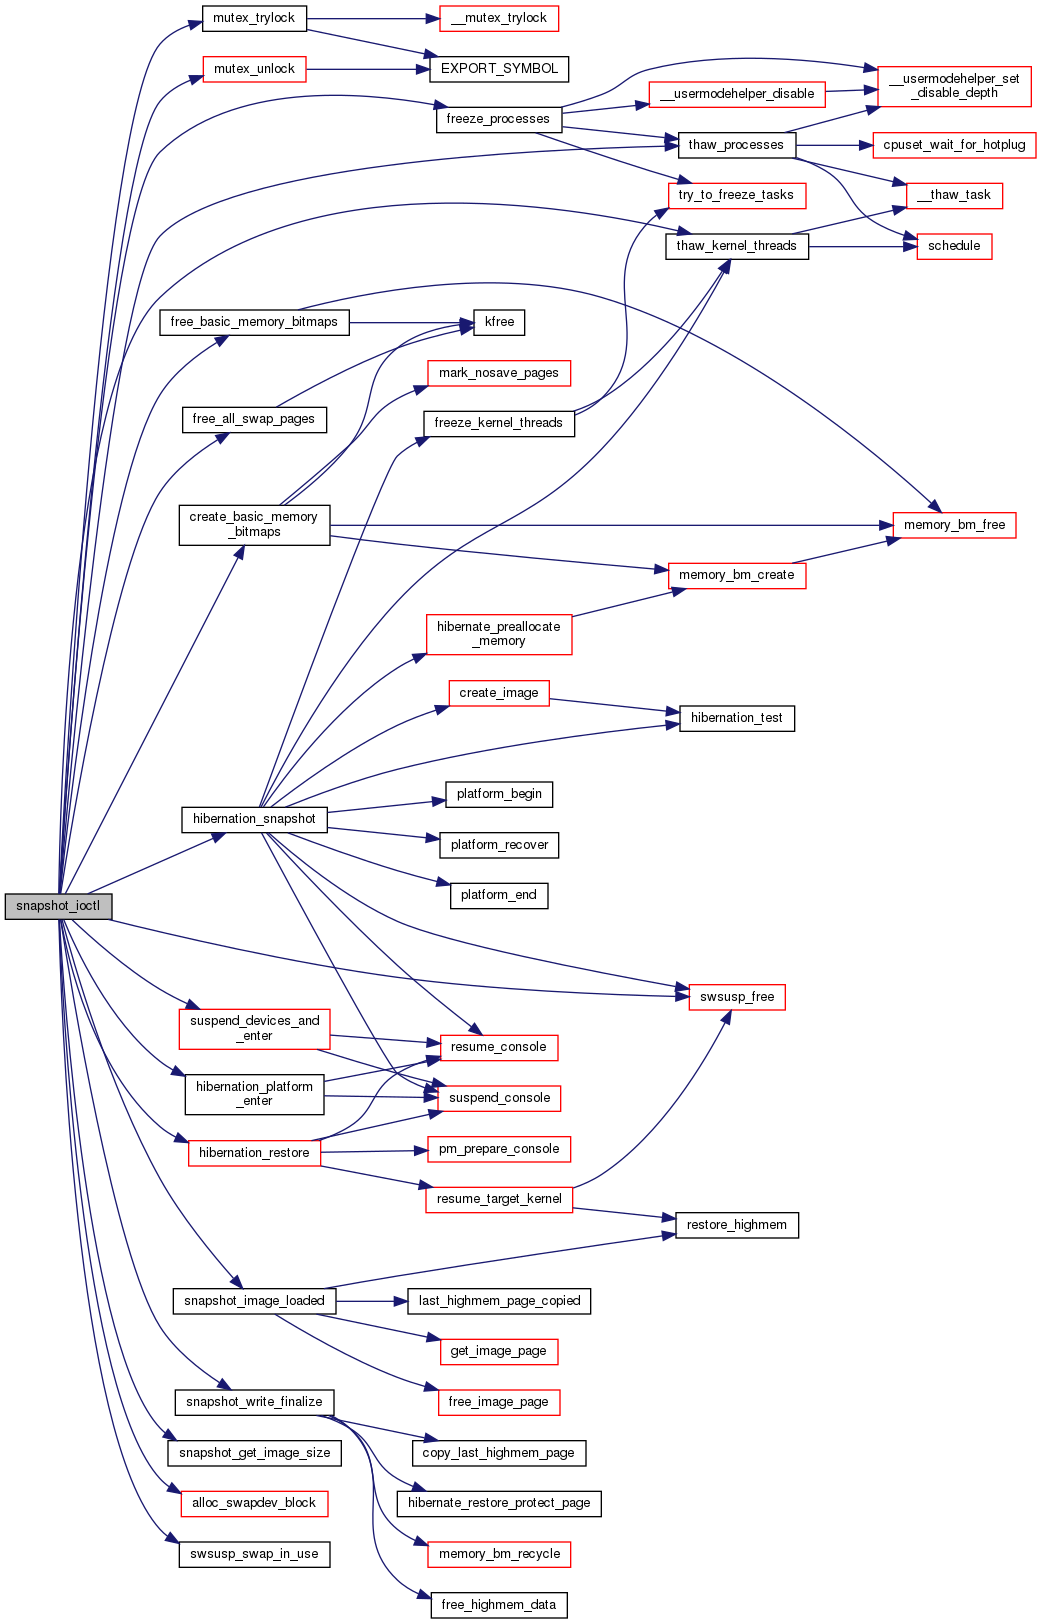 mutex_trylock
__mutex_trylock
mutex_unlock
EXPORT_SYMBOL
__usermodehelper_set
_disable_depth
__usermodehelper_disable
freeze_processes
thaw_processes
cpuset_wait_for_hotplug
try_to_freeze_tasks
__thaw_task
thaw_kernel_threads
schedule
free_basic_memory_bitmaps
kfree
mark_nosave_pages
free_all_swap_pages
freeze_kernel_threads
create_basic_memory
_bitmaps
memory_bm_free
memory_bm_create
hibernate_preallocate
_memory
create_image
hibernation_test
platform_begin
hibernation_snapshot
platform_recover
platform_end
snapshot_ioctl
swsusp_free
suspend_devices_and
_enter
resume_console
hibernation_platform
_enter
suspend_console
hibernation_restore
pm_prepare_console
resume_target_kernel
restore_highmem
snapshot_image_loaded
last_highmem_page_copied
get_image_page
snapshot_write_finalize
free_image_page
snapshot_get_image_size
copy_last_highmem_page
alloc_swapdev_block
hibernate_restore_protect_page
swsusp_swap_in_use
memory_bm_recycle
free_highmem_data